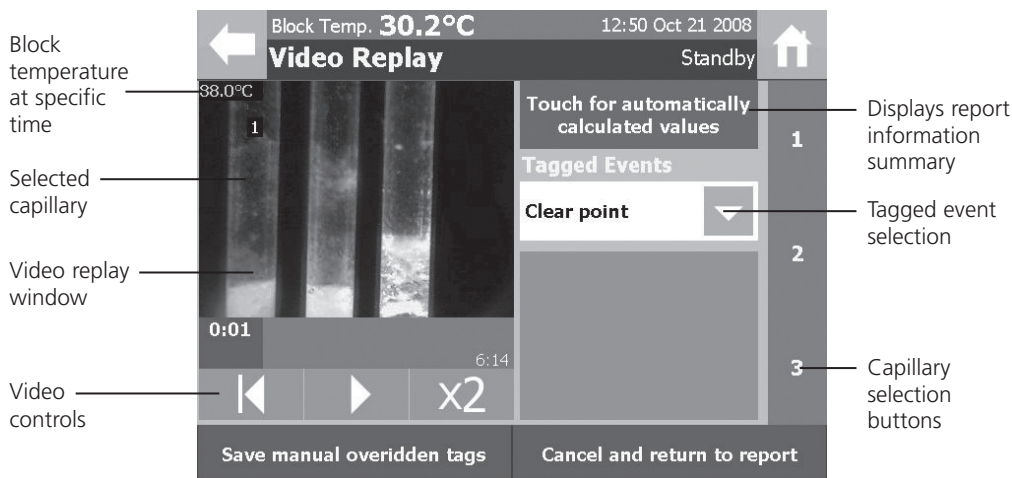 Block Temp. 30.2°C
12:50 Oct 21 2008
Video Replay
Standby
Block
temperature
at specific
time
Selected
capillary
Video replay
window
Video
controls
88.0°C
1
0:01
6:14
X2
Touch for automatically
calculated values
Tagged Events
Clear point
1
2
3
Save manual overidden tags
Cancel and return to report
Displays report
information
summary
Tagged event
selection
Capillary
selection
buttons